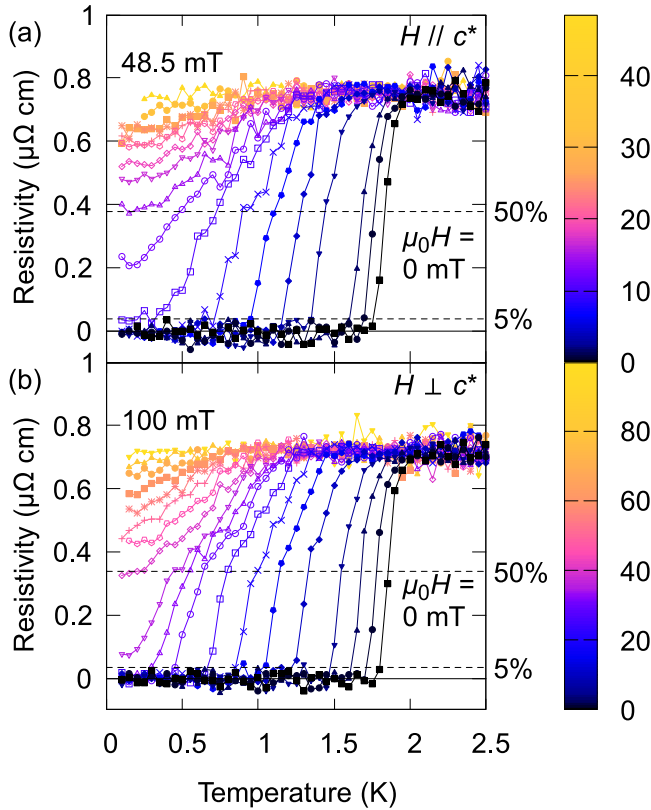 (a)
48.5 mT
H // c*
1
0.8
0.6
0.4
0.2
0
Resistivity (μΩ cm)
50%
μ₀H =
0 mT
5%
40
30
20
10
0
(b)
100 mT
H ⊥ c*
1
0.8
0.6
0.4
0.2
0
Resistivity (μΩ cm)
50%
μ₀H =
0 mT
5%
80
60
40
20
0
0 0.5 1 1.5 2 2.5
Temperature (K)